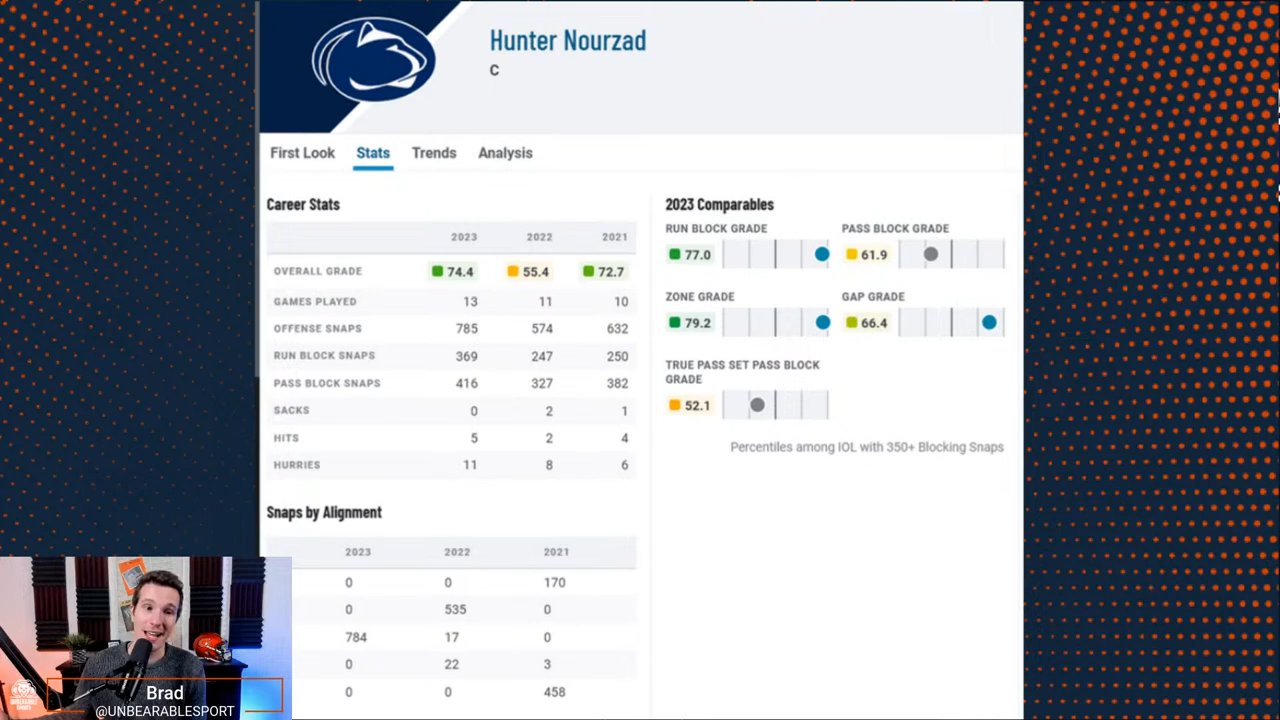 Hunter Nourzad
C
First Look Stats Trends Analysis
Career Stats
2023 2022 2021
OVERALL GRADE 74.4 55.4 72.7
GAMES PLAYED 13 11 10
OFFENSE SNAPS 785 574 632
RUN BLOCK SNAPS 369 247 250
PASS BLOCK SNAPS 416 327 382
SACKS 0 2 1
HITS 5 2 4
HURRIES 11 8 6
Snaps by Alignment
2023 2022 2021
0 0 170
0 535 0
784 17 0
0 22 3
0 0 458
2023 Comparables
RUN BLOCK GRADE PASS BLOCK GRADE
77.0 61.9
ZONE GRADE GAP GRADE
79.2 66.4
TRUE PASS SET PASS BLOCK
GRADE
52.1
Percentiles among IOL with 350+ Blocking Snaps
Brad
@UNBEARABLESPORT